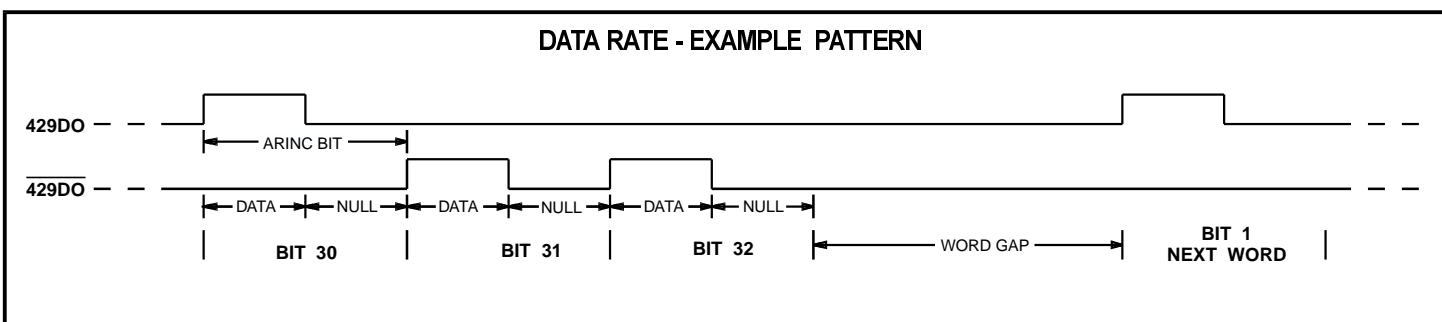 DATA RATE - EXAMPLE PATTERN
429DO
ARINC BIT
429DO
DATA NULL DATA NULL DATA NULL
BIT 30 BIT 31 BIT 32 WORD GAP BIT 1
NEXT WORD